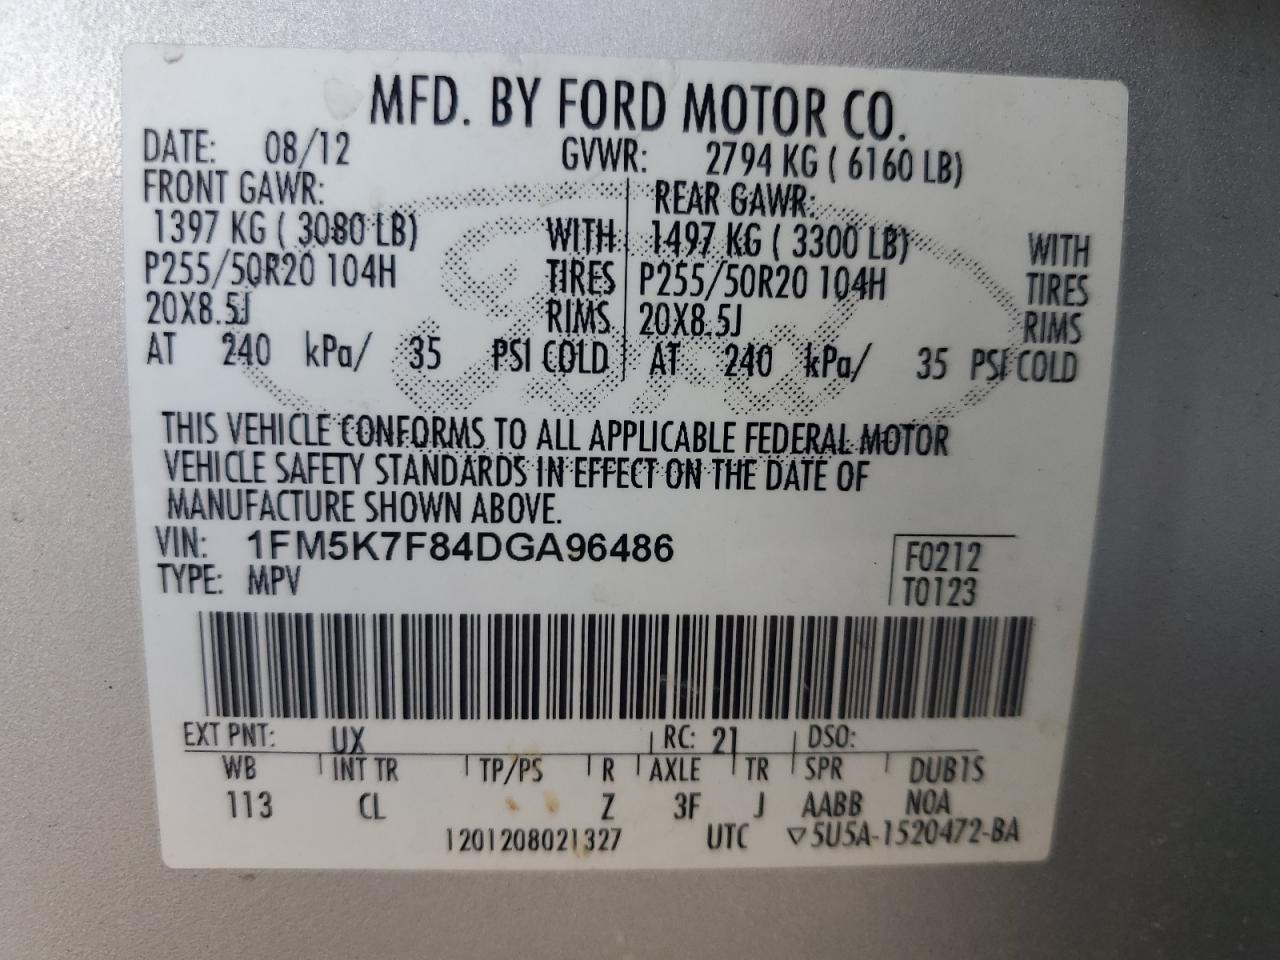 MFD. BY FORD MOTOR CO.
DATE: 08/12 GVWR: 2794 KG ( 6160 LB)
FRONT GAWR: REAR GAWR:
1397 KG ( 3080 LB) WITH 1497 KG ( 3300 LB) WITH
P255/50R20 104H TIRES P255/50R20 104H TIRES
20X8.5J RIMS 20X8.5J RIMS
AT 240 kPa/ 35 PSI COLD AT 240 kPa/ 35 PSI COLD
THIS VEHICLE CONFORMS TO ALL APPLICABLE FEDERAL MOTOR
VEHICLE SAFETY STANDARDS IN EFFECT ON THE DATE OF
MANUFACTURE SHOWN ABOVE.
VIN: 1FM5K7F84DGA96486 F0212
TYPE: MPV T0123
EXT PNT: UX RC: 21 DSO:
WB INT TR TP/PS R AXLE TR SPR DUB1S
113 CL Z 3F J AABB NOA
1201208021327 UTC ▽5U5A-1520472-BA